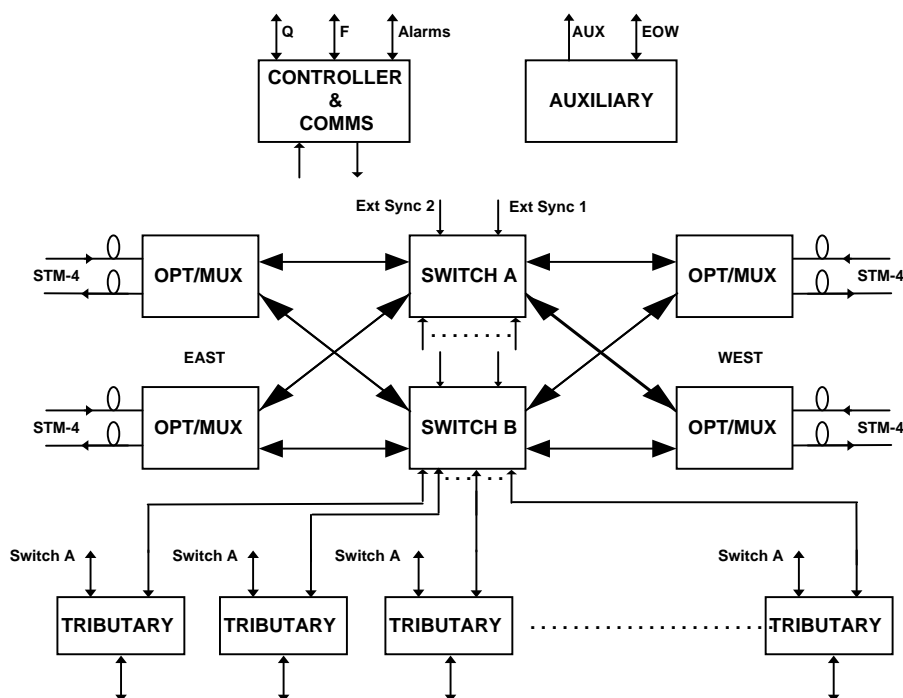 Q
F
Alarms
AUX
EOW
CONTROLLER
&
COMMS
AUXILIARY
Ext Sync 2
Ext Sync 1
STM-4
OPT/MUX
SWITCH A
OPT/MUX
STM-4
EAST
WEST
STM-4
OPT/MUX
SWITCH B
OPT/MUX
STM-4
Switch A
Switch A
Switch A
Switch A
TRIBUTARY
TRIBUTARY
TRIBUTARY
TRIBUTARY